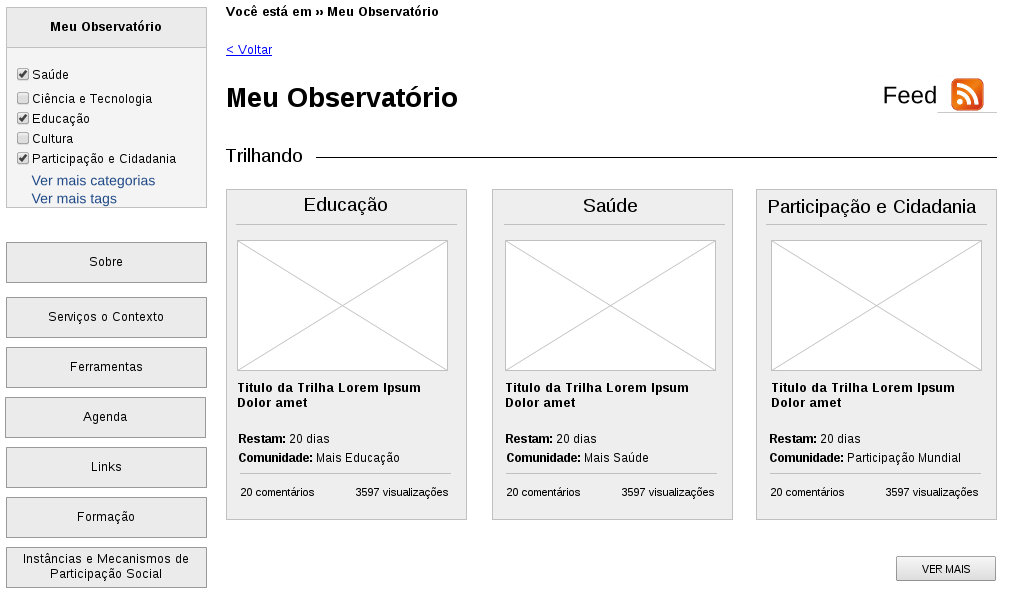 Meu Observatório
Saúde
Ciência e Tecnologia
Educação
Cultura
Participação e Cidadania
Ver mais categorias
Ver mais tags
Sobre
Serviços o Contexto
Ferramentas
Agenda
Links
Formação
Instâncias e Mecanismos de
Participação Social
Você está em ›› Meu Observatório
< Voltar
Meu Observatório
Feed
Trilhando
Educação
Titulo da Trilha Lorem Ipsum
Dolor amet
Restam: 20 dias
Comunidade: Mais Educação
20 comentários 3597 visualizações
Saúde
Titulo da Trilha Lorem Ipsum
Dolor amet
Restam: 20 dias
Comunidade: Mais Saúde
20 comentários 3597 visualizações
Participação e Cidadania
Titulo da Trilha Lorem Ipsum
Dolor amet
Restam: 20 dias
Comunidade: Participação Mundial
20 comentários 3597 visualizações
VER MAIS